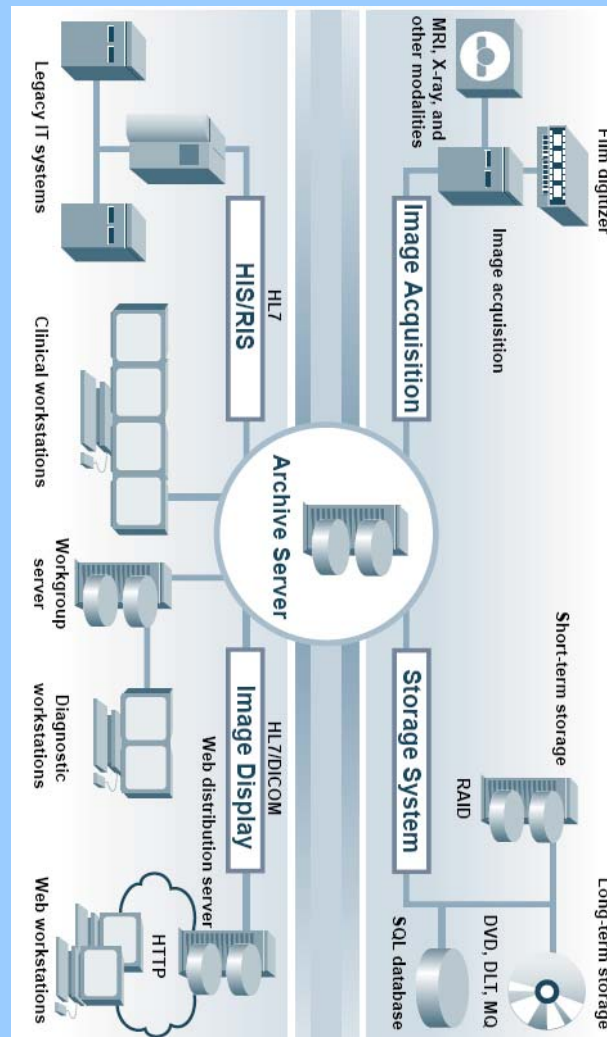 Film digitizer
MRI, X-ray, and
other modalities
Image acquisition
Image Acquisition
Long-term storage
Short-term storage
RAID
DVD, DLT, MQ
SQL database
Storage System
Archive Server
HL7
HIS/RIS
Legacy IT systems
Clinical workstations
Workgroup
server
HL7/DICOM
Image Display
Web distribution server
Diagnostic
workstations
HTTP
Web workstations